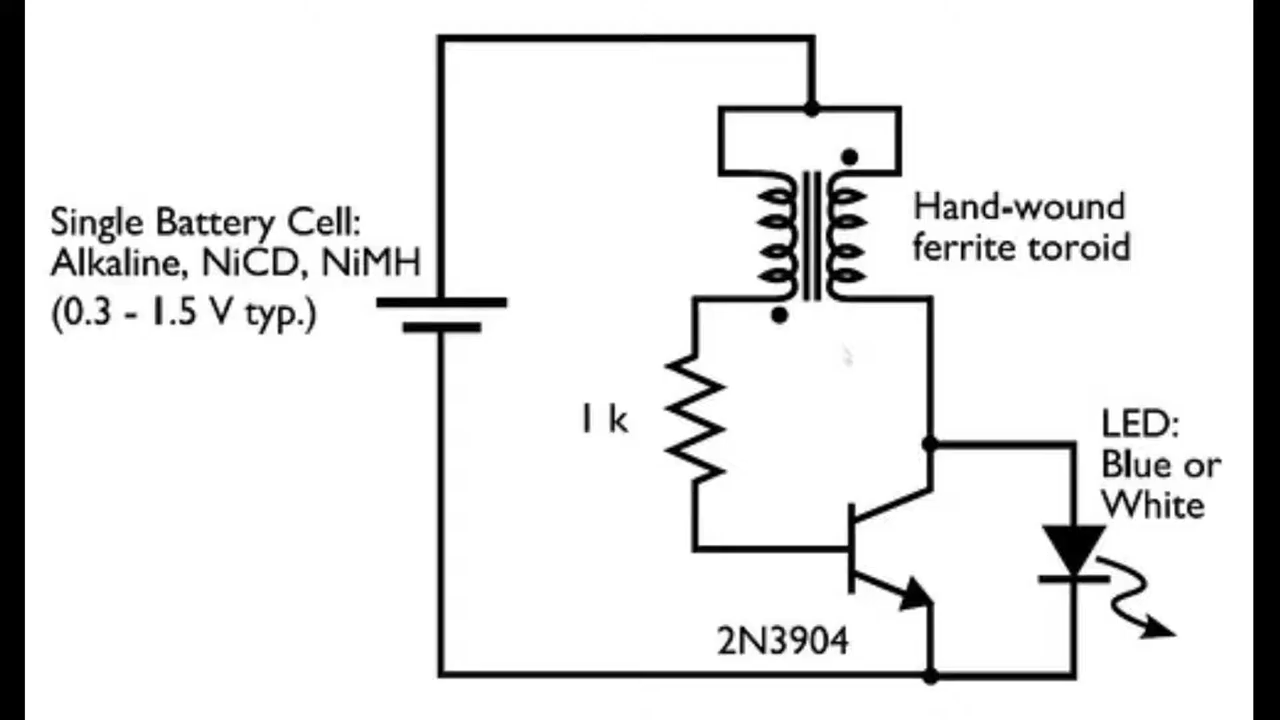 Single Battery Cell:
Alkaline, NiCD, NiMH
(0.3 - 1.5 V typ.)
Hand-wound
ferrite toroid
1 k
LED:
Blue or
White
2N3904